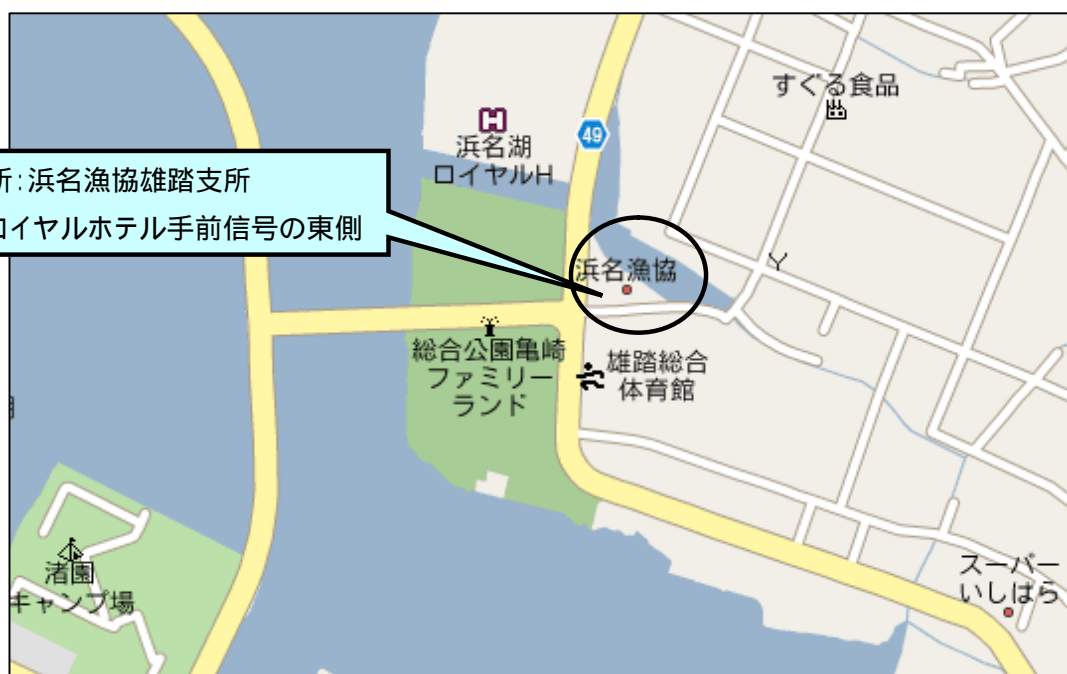 すぐる食品
49
浜名湖
ロイヤルH
所:浜名漁協雄踏支所
ロイヤルホテル手前信号の東側
浜名漁協
Y
総合公園亀崎
ファミリー
ランド
雄踏総合
体育館
渚園
キャンプ場
スーパー
いしはら